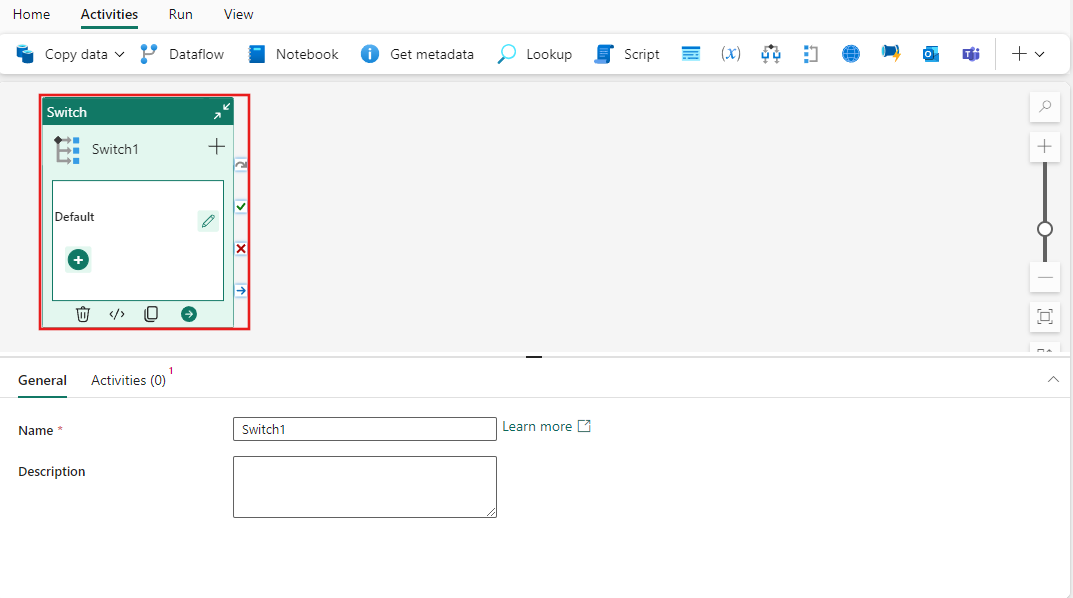 Home Activities Run View
Copy data Dataflow Notebook Get metadata Lookup Script (x)
Switch
Switch1
Default
General Activities (0) 1
Name * Switch1 Learn more
Description